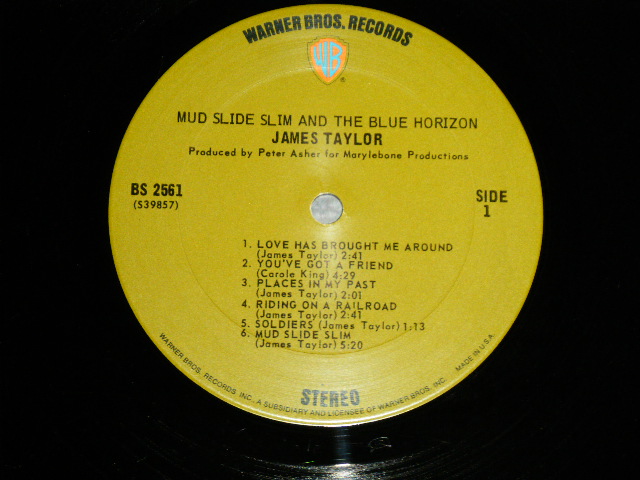 WARNER BROS. RECORDS
WB
®
MUD SLIDE SLIM AND THE BLUE HORIZON
JAMES TAYLOR
Produced by Peter Asher for Marylebone Productions
BS 2561
(S39857)
SIDE
1
1. LOVE HAS BROUGHT ME AROUND
(James Taylor) 2:41
2. YOU'VE GOT A FRIEND
(Carole King) 4:29
3. PLACES IN MY PAST
(James Taylor) 2:01
4. RIDING ON A RAILROAD
(James Taylor) 2:41
5. SOLDIERS (James Taylor) 1:13
6. MUD SLIDE SLIM
(James Taylor) 5:20
STEREO
WARNER BROS. RECORDS INC., A SUBSIDIARY AND LICENSEE OF WARNER BROS. INC. MADE IN U.S.A.